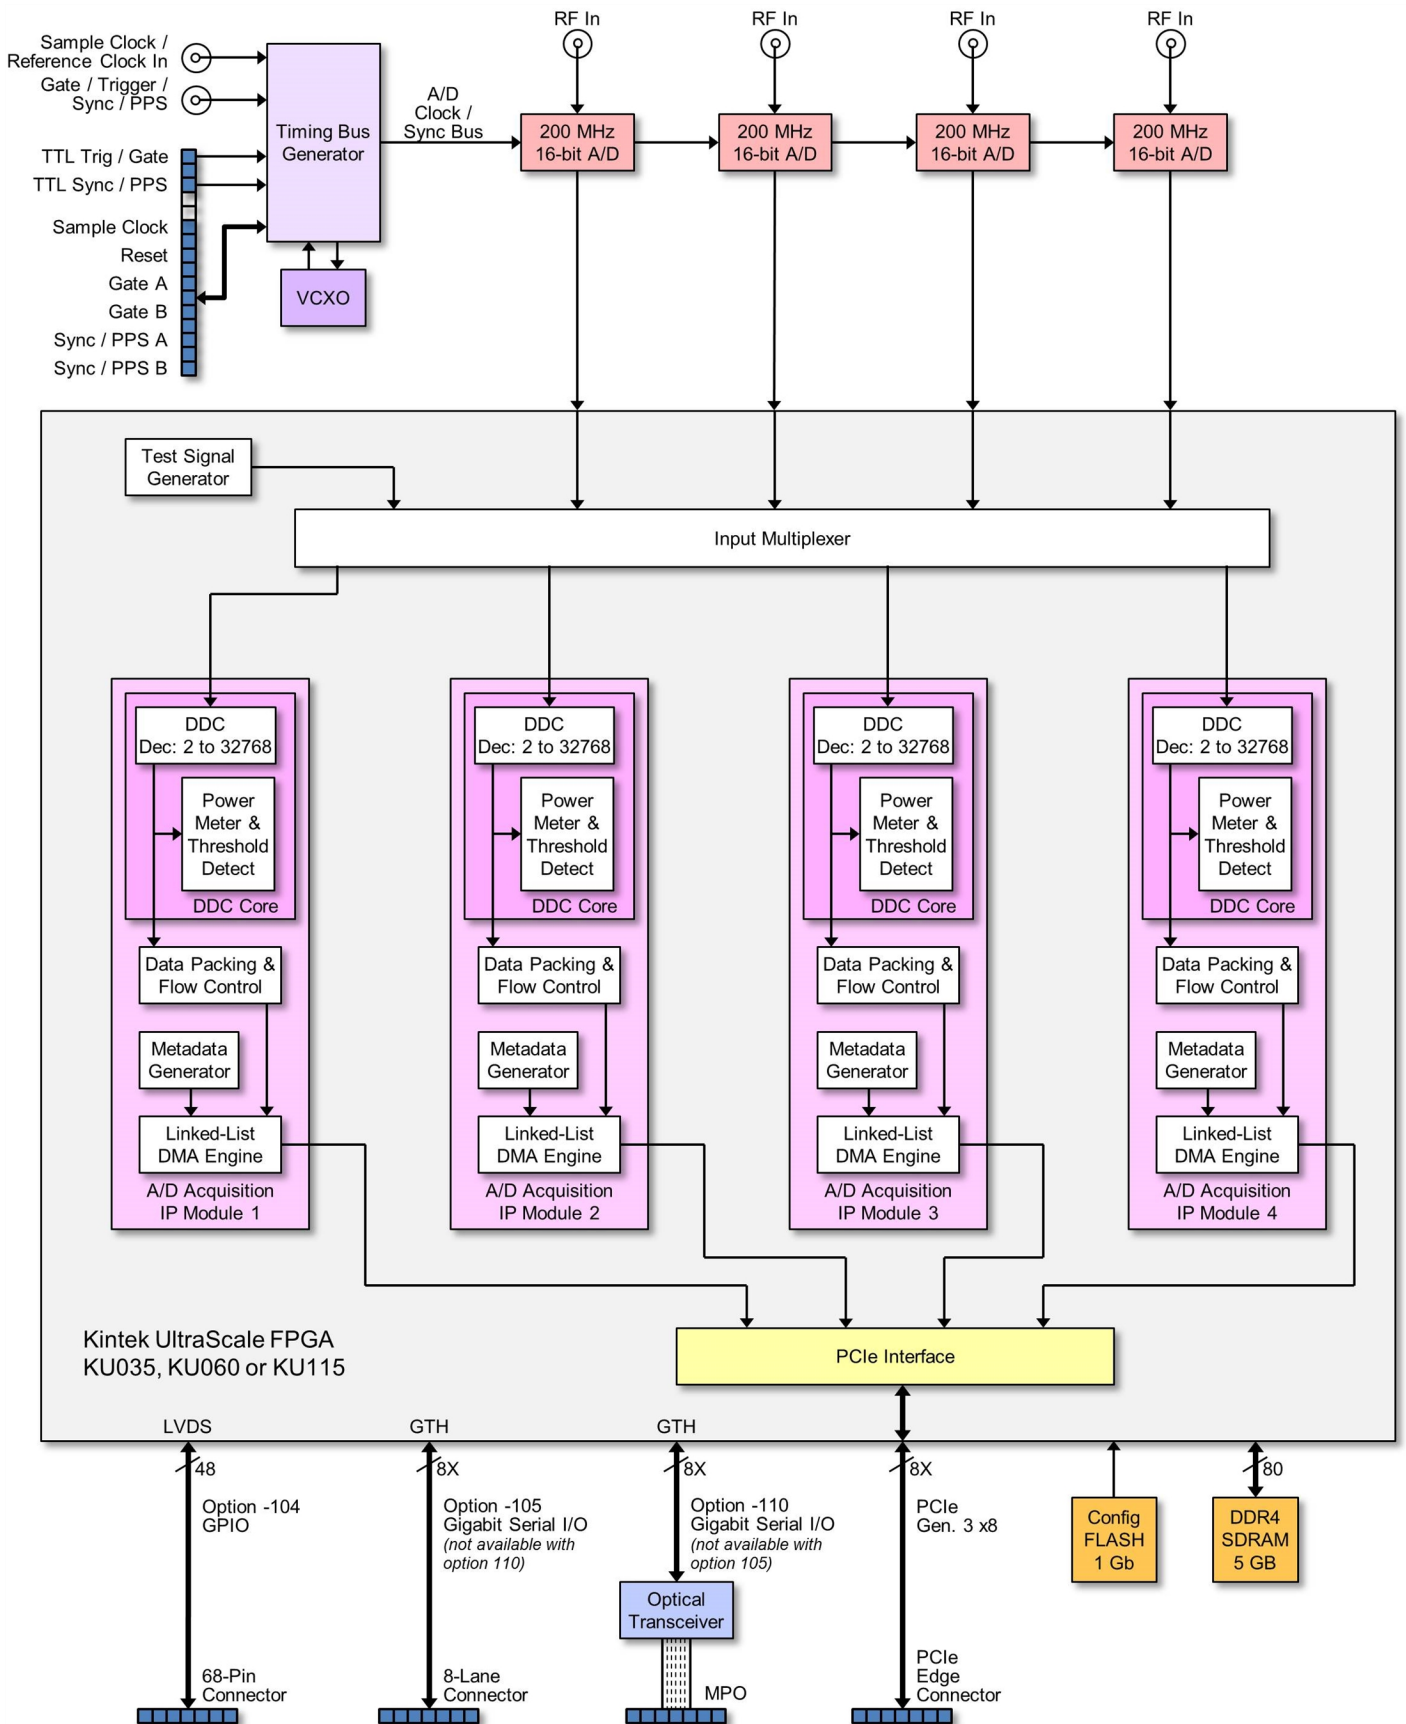 Sample Clock /
Reference Clock In
Gate / Trigger /
Sync / PPS
TTL Trig / Gate
TTL Sync / PPS
Sample Clock
Reset
Gate A
Gate B
Sync / PPS A
Sync / PPS B
Timing Bus
Generator
VCXO
A/D
Clock /
Sync Bus
RF In
RF In
RF In
RF In
200 MHz
16-bit A/D
200 MHz
16-bit A/D
200 MHz
16-bit A/D
200 MHz
16-bit A/D
Test Signal
Generator
Input Multiplexer
DDC
Dec: 2 to 32768
Power
Meter &
Threshold
Detect
DDC Core
Data Packing &
Flow Control
Metadata
Generator
Linked-List
DMA Engine
A/D Acquisition
IP Module 1
DDC
Dec: 2 to 32768
Power
Meter &
Threshold
Detect
DDC Core
Data Packing &
Flow Control
Metadata
Generator
Linked-List
DMA Engine
A/D Acquisition
IP Module 2
DDC
Dec: 2 to 32768
Power
Meter &
Threshold
Detect
DDC Core
Data Packing &
Flow Control
Metadata
Generator
Linked-List
DMA Engine
A/D Acquisition
IP Module 3
DDC
Dec: 2 to 32768
Power
Meter &
Threshold
Detect
DDC Core
Data Packing &
Flow Control
Metadata
Generator
Linked-List
DMA Engine
A/D Acquisition
IP Module 4
Kintek UltraScale FPGA
KU035, KU060 or KU115
PCIe Interface
LVDS
48
Option -104
GPIO
68-Pin
Connector
GTH
8X
Option -105
Gigabit Serial I/O
(not available with
option 110)
8-Lane
Connector
GTH
8X
Option -110
Gigabit Serial I/O
(not available with
option 105)
Optical
Transceiver
MPO
8X
PCIe
Gen. 3 x8
PCIe
Edge
Connector
Config
FLASH
1 Gb
80
DDR4
SDRAM
5 GB